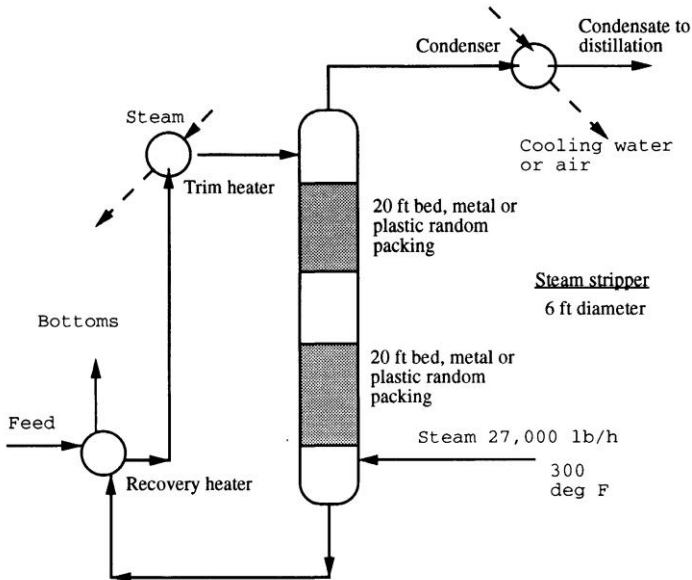 Condensate to
distillation
Condenser
Steam
Cooling water
or air
Trim heater
20 ft bed, metal or
plastic random
packing
Steam stripper
6 ft diameter
Bottoms
20 ft bed, metal or
plastic random
packing
Feed
Steam 27,000 lb/h
300
deg F
Recovery heater